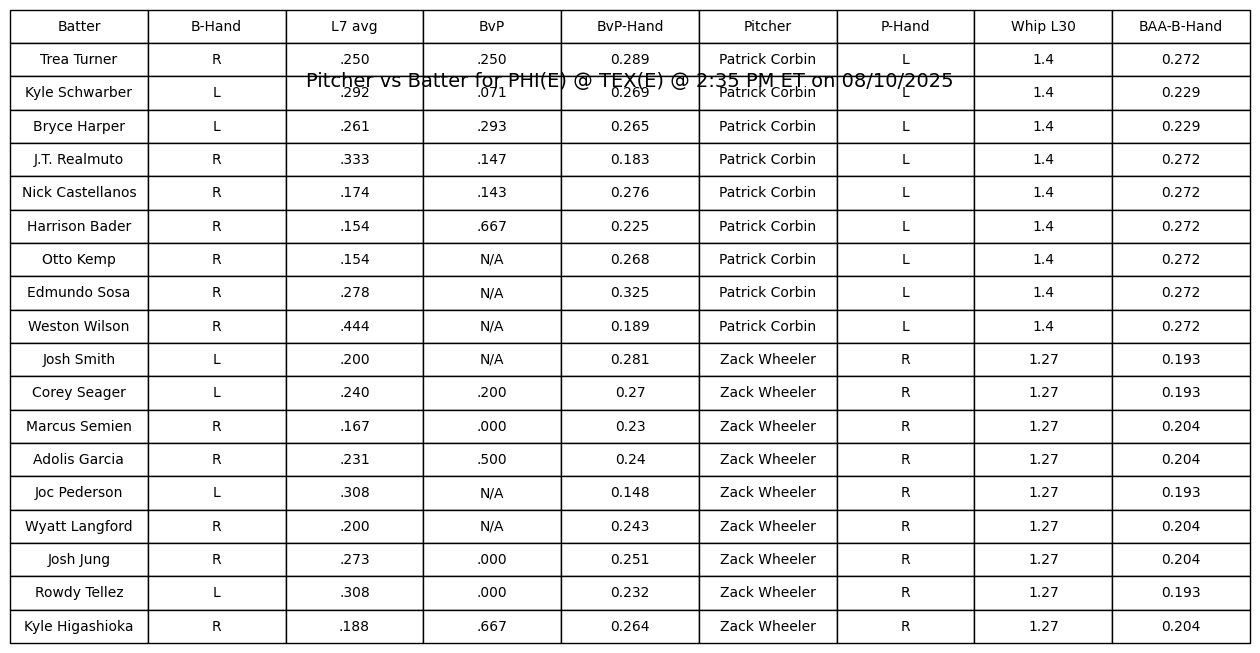 Batter B-Hand L7 avg BvP BvP-Hand Pitcher P-Hand Whip L30 BAA-B-Hand
Trea Turner R .250 .250 0.289 Patrick Corbin L 1.4 0.272
Pitcher vs Batter for PHI(E) @ TEX(E) @ 2:35 PM ET on 08/10/2025
Kyle Schwarber L .292 .071 0.269 Patrick Corbin L 1.4 0.229
Bryce Harper L .261 .293 0.265 Patrick Corbin L 1.4 0.229
J.T. Realmuto R .333 .147 0.183 Patrick Corbin L 1.4 0.272
Nick Castellanos R .174 .143 0.276 Patrick Corbin L 1.4 0.272
Harrison Bader R .154 .667 0.225 Patrick Corbin L 1.4 0.272
Otto Kemp R .154 N/A 0.268 Patrick Corbin L 1.4 0.272
Edmundo Sosa R .278 N/A 0.325 Patrick Corbin L 1.4 0.272
Weston Wilson R .444 N/A 0.189 Patrick Corbin L 1.4 0.272
Josh Smith L .200 N/A 0.281 Zack Wheeler R 1.27 0.193
Corey Seager L .240 .200 0.27 Zack Wheeler R 1.27 0.193
Marcus Semien R .167 .000 0.23 Zack Wheeler R 1.27 0.204
Adolis Garcia R .231 .500 0.24 Zack Wheeler R 1.27 0.204
Joc Pederson L .308 N/A 0.148 Zack Wheeler R 1.27 0.193
Wyatt Langford R .200 N/A 0.243 Zack Wheeler R 1.27 0.204
Josh Jung R .273 .000 0.251 Zack Wheeler R 1.27 0.204
Rowdy Tellez L .308 .000 0.232 Zack Wheeler R 1.27 0.193
Kyle Higashioka R .188 .667 0.264 Zack Wheeler R 1.27 0.204